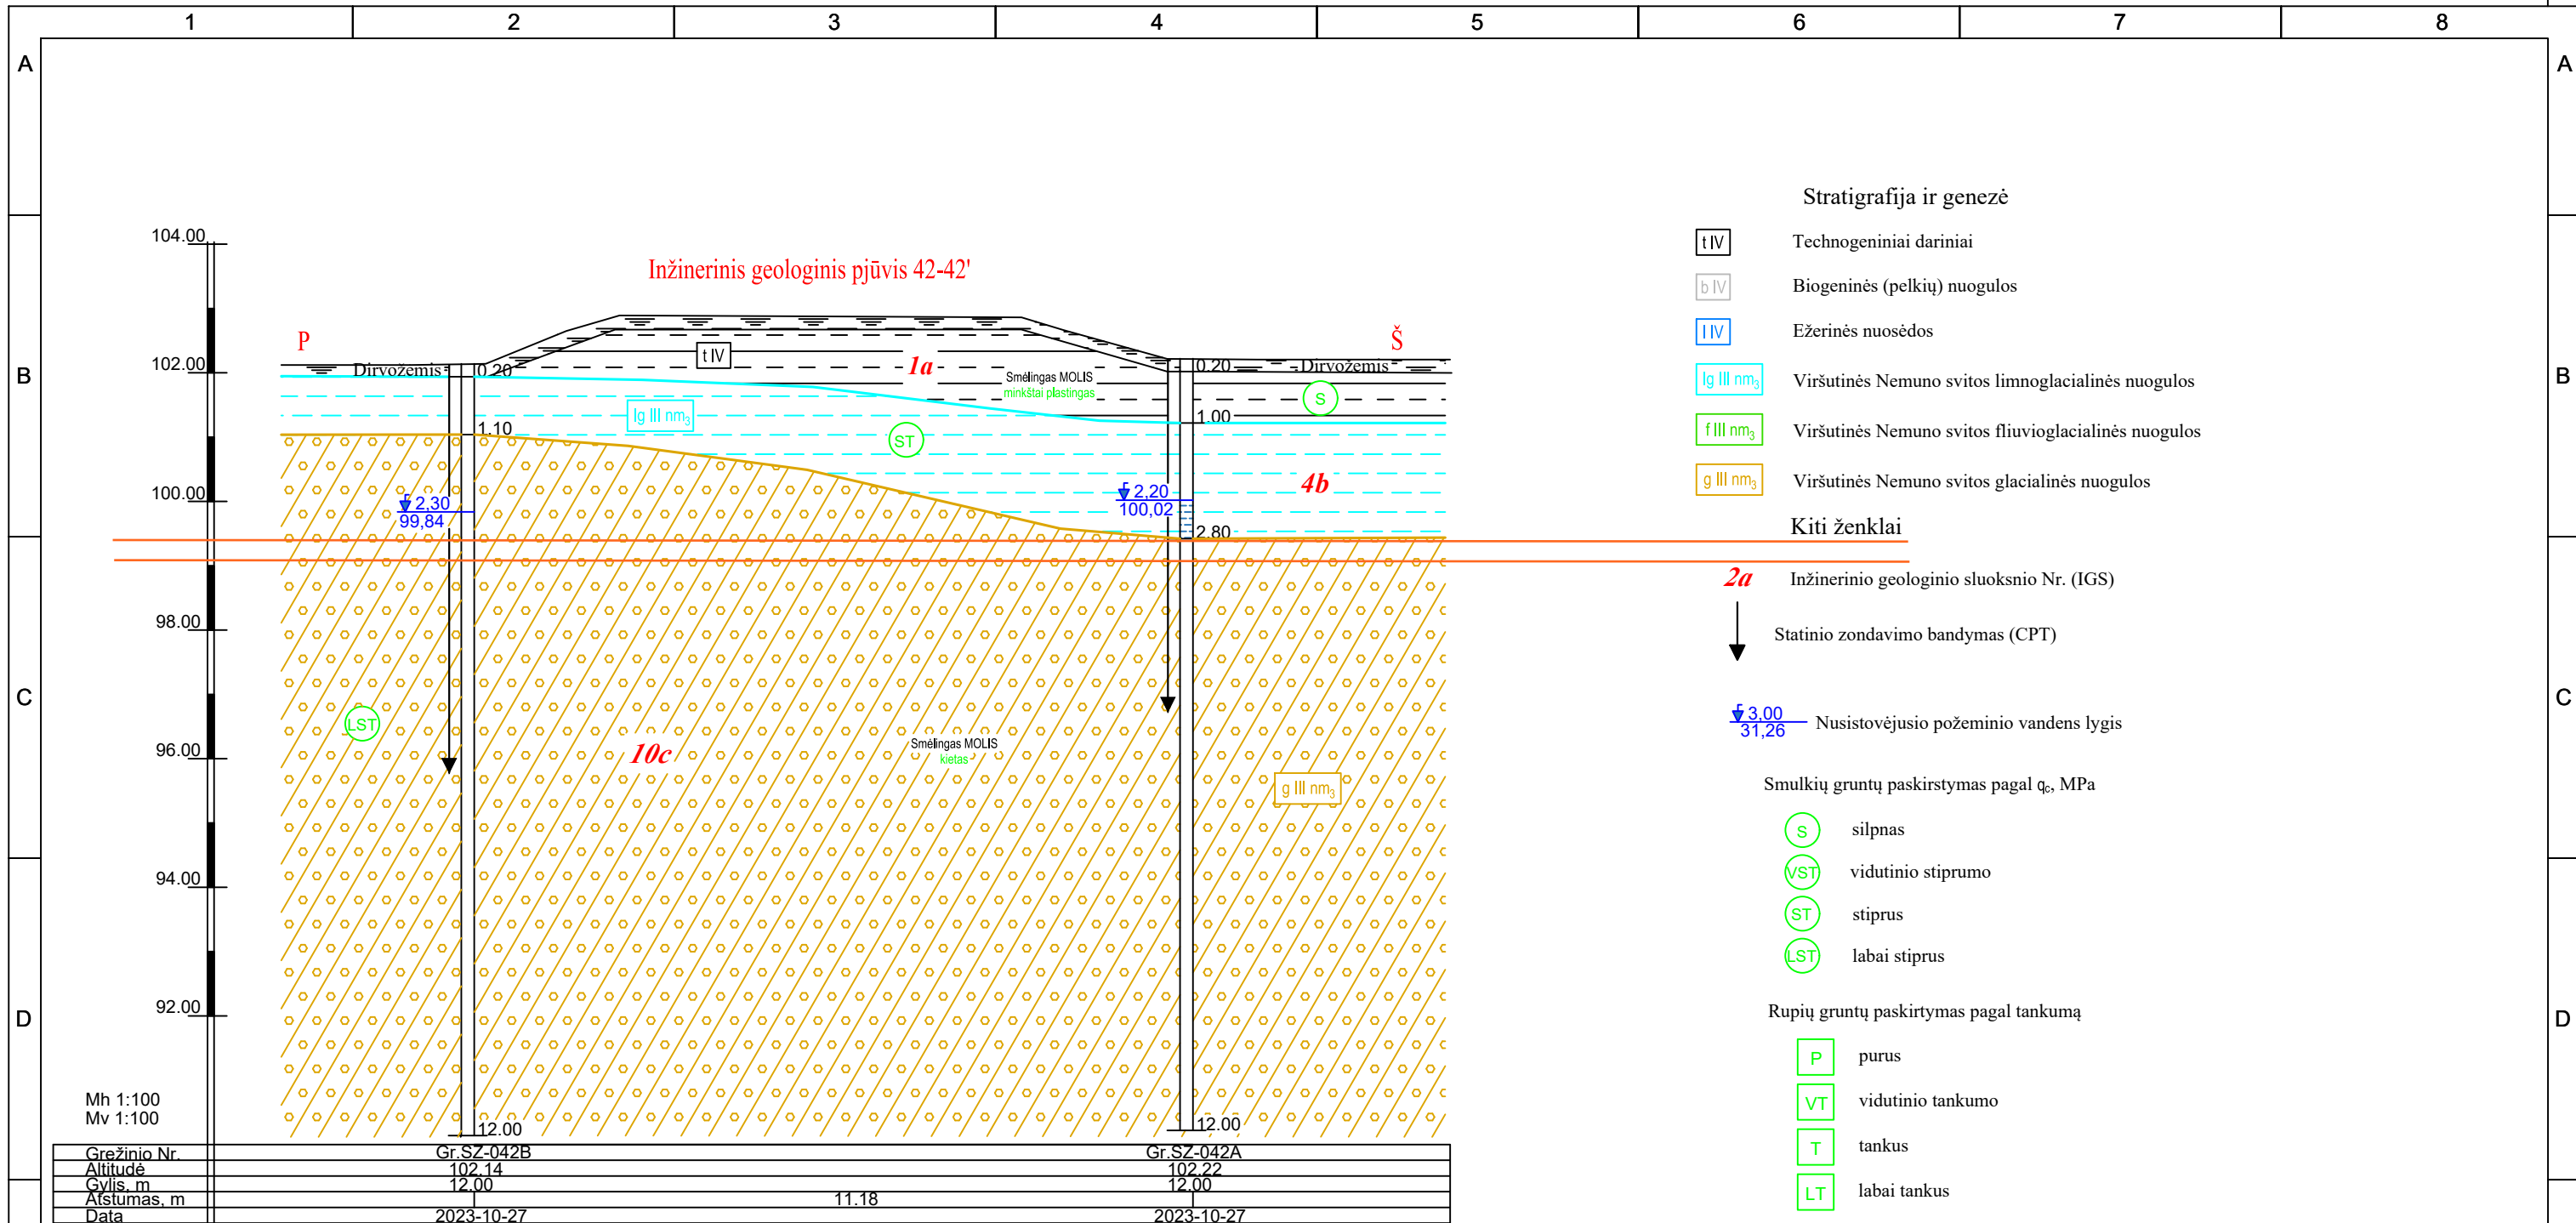 1 2 3 4 5 6 7 8
A A
Stratigrafija ir genezė
104.00
t IV Technogeniniai dariniai
Inžinerinis geologinis pjūvis 42-42'
b IV Biogeninės (pelkių) nuogulos
P Š
l IV Ežerinės nuosėdos
t IV
102.00
Dirvožemis 0.20 1a 0.20 Dirvožemis
B B
Smėlingas MOLIS
minkštai plastingas
lg III nm3 Viršutinės Nemuno svitos limnoglacialinės nuogulos
S
lg III nm3 1.00
1.10 ST
f III nm3 Viršutinės Nemuno svitos fliuvioglacialinės nuogulos
4b
g III nm3 Viršutinės Nemuno svitos glacialinės nuogulos
100.00
2,30 2,20
99,84 100,02
2.80
Kiti ženklai
2a Inžinerinio geologinio sluoksnio Nr. (IGS)
98.00
Statinio zondavimo bandymas (CPT)
C C
LST
3,00
31,26 Nusistovėjusio požeminio vandens lygis
96.00
10c
Smėlingas MOLIS
kietas
g III nm3
Smulkių gruntų paskirstymas pagal qc, MPa
S silpnas
VST vidutinio stiprumo
94.00
ST stiprus
LST labai stiprus
92.00
D D
Rupių gruntų paskirtymas pagal tankumą
P purus
VT vidutinio tankumo
T tankus
LT labai tankus
Mh 1:100
Mv 1:100
12.00 12.00
Grežinio Nr. Gr.SZ-042B Gr.SZ-042A
Altitudė 102.14 102.22
Gylis, m 12.00 12.00
Atstumas, m 11.18
Data 2023-10-27 2023-10-27